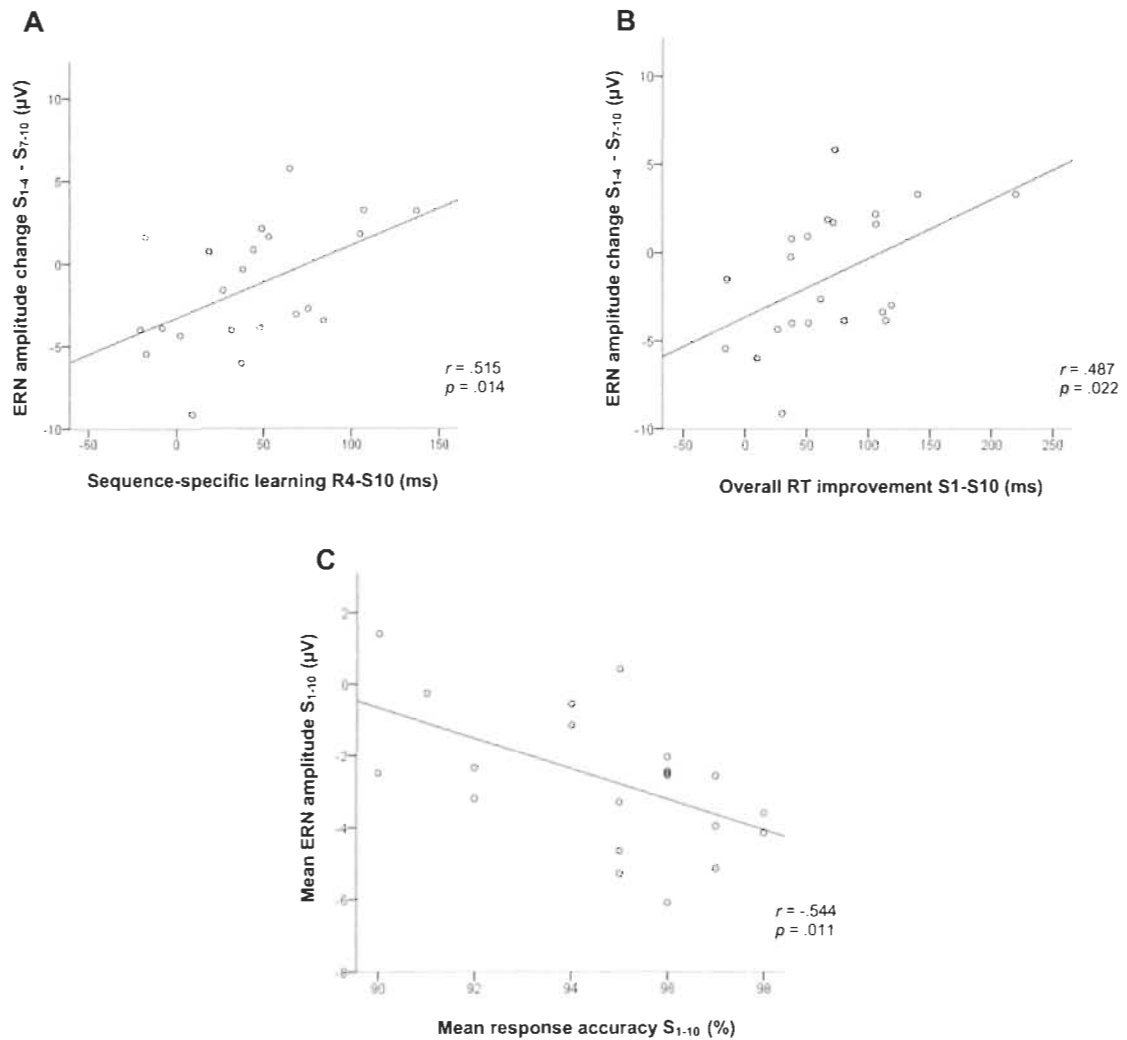 A
ERN amplitude change S1-4 - S7-10 (µV)
10
5
0
-5
-10
-50
0
50
100
150
r = .515
p = .014
Sequence-specific learning R4-S10 (ms)
B
ERN amplitude change S1-4 - S7-10 (µV)
10
5
0
-5
-10
-50
0
50
100
150
200
250
r = .487
p = .022
Overall RT improvement S1-S10 (ms)
C
Mean ERN amplitude S1-10 (µV)
2
0
-2
-4
-6
-8
90
92
94
96
98
r = -.544
p = .011
Mean response accuracy S1-10 (%)